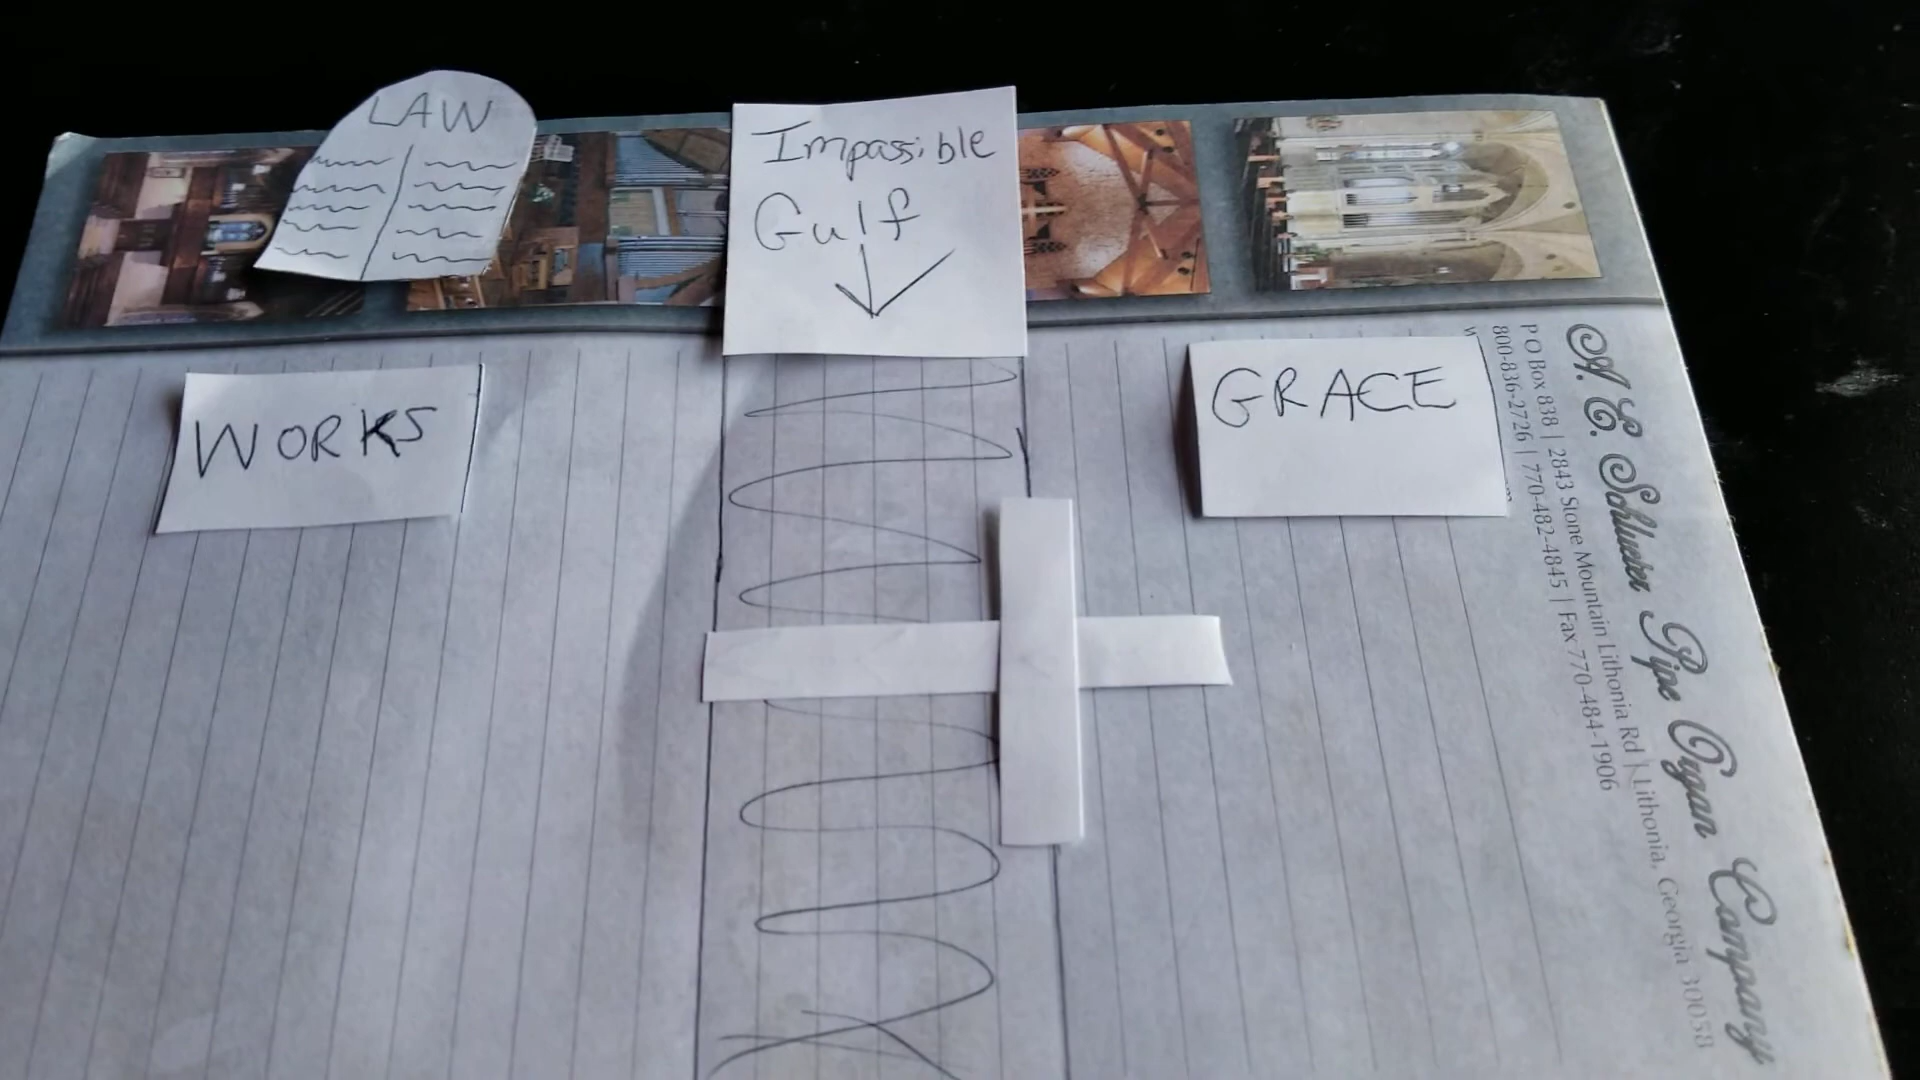 LAW
Impassible
Gulf
WORKS
GRACE
A. E. Schlueter Pipe Organ Company
P O Box 838 | 2843 Stone Mountain Lithonia Rd | Lithonia, Georgia 30058
800-836-2726 | 770-482-4845 | Fax 770-484-1906